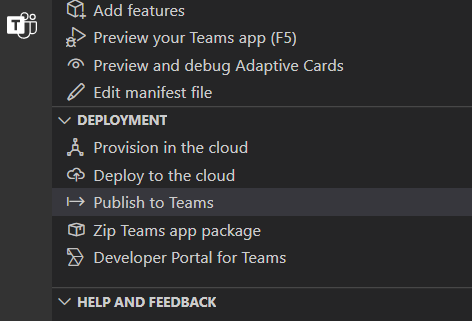 T
Add features
Preview your Teams app (F5)
Preview and debug Adaptive Cards
Edit manifest file
DEPLOYMENT
Provision in the cloud
Deploy to the cloud
Publish to Teams
Zip Teams app package
Developer Portal for Teams
HELP AND FEEDBACK